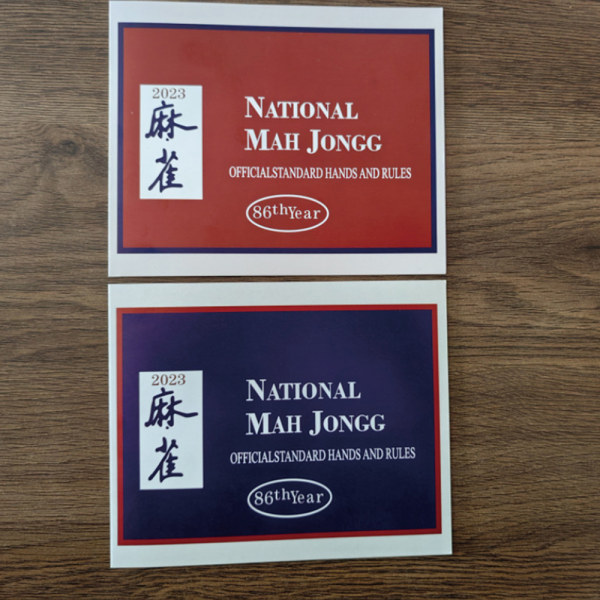 2023
麻
雀
NATIONAL
MAH JONGG
OFFICIALSTANDARD HANDS AND RULES
86thYear
2023
麻
雀
NATIONAL
MAH JONGG
OFFICIALSTANDARD HANDS AND RULES
86thYear